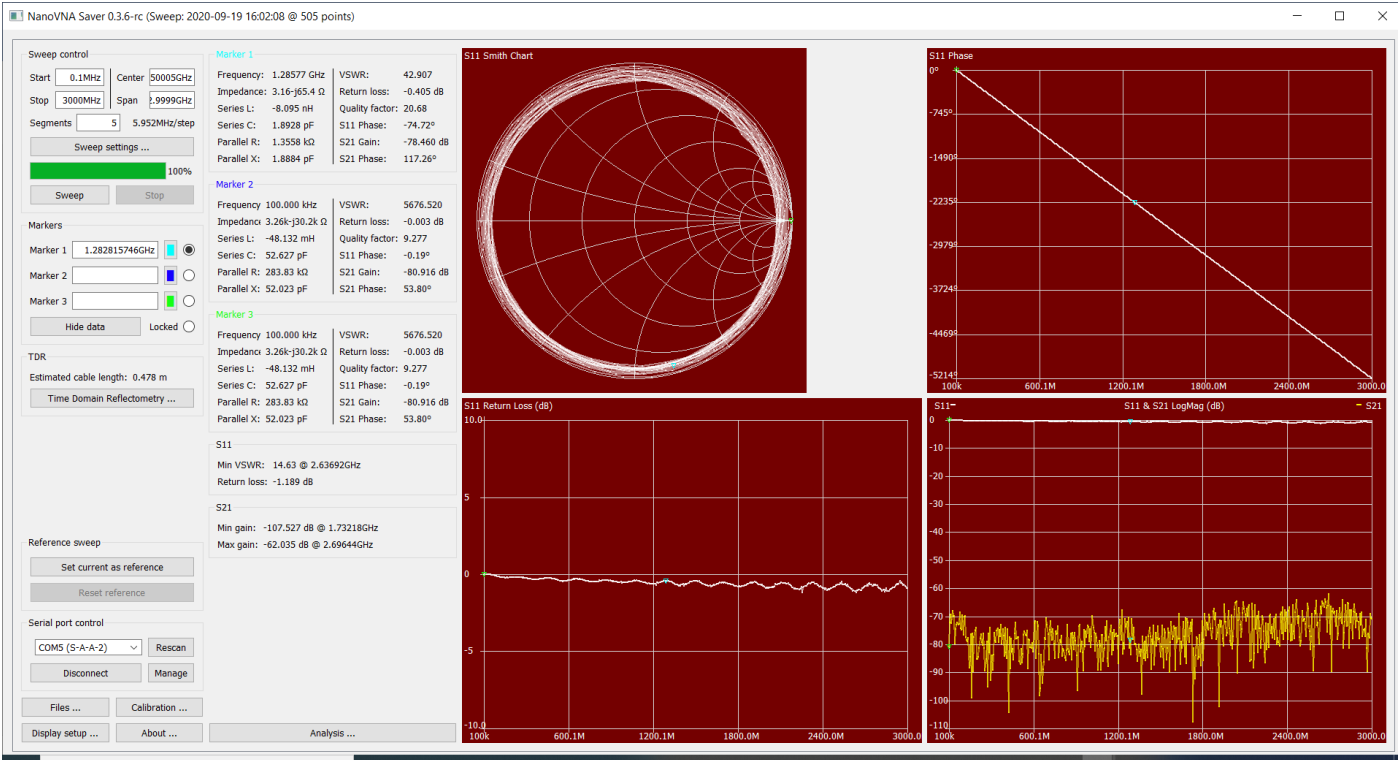 NanoVNA Saver 0.3.6-rc (Sweep: 2020-09-19 16:02:08 @ 505 points)
Sweep control
Start 0.1MHz Center 50005GHz
Stop 3000MHz Span 2.9999GHz
Segments 5 5.952MHz/step
Sweep settings ...
100%
Sweep Stop
Markers
Marker 1 1.282815746GHz
Marker 2
Marker 3
Hide data Locked
TDR
Estimated cable length: 0.478 m
Time Domain Reflectometry ...
Reference sweep
Set current as reference
Reset reference
Serial port control
COM5 (S-A-A-2) Rescan
Disconnect Manage
Files ... Calibration ...
Display setup ... About ...
Marker 1
Frequency: 1.28577 GHz VSWR: 42.907
Impedance: 3.16-j65.4 Ω Return loss: -0.405 dB
Series L: -8.095 nH Quality factor: 20.68
Series C: 1.8928 pF S11 Phase: -74.72º
Parallel R: 1.3558 kΩ S21 Gain: -78.460 dB
Parallel X: 1.8884 pF S21 Phase: 117.26º
Marker 2
Frequency 100.000 kHz VSWR: 5676.520
Impedance 3.26k-j30.2k Ω Return loss: -0.003 dB
Series L: -48.132 mH Quality factor: 9.277
Series C: 52.627 pF S11 Phase: -0.19º
Parallel R: 283.83 kΩ S21 Gain: -80.916 dB
Parallel X: 52.023 pF S21 Phase: 53.80º
Marker 3
Frequency 100.000 kHz VSWR: 5676.520
Impedance 3.26k-j30.2k Ω Return loss: -0.003 dB
Series L: -48.132 mH Quality factor: 9.277
Series C: 52.627 pF S11 Phase: -0.19º
Parallel R: 283.83 kΩ S21 Gain: -80.916 dB
Parallel X: 52.023 pF S21 Phase: 53.80º
S11
Min VSWR: 14.63 @ 2.63692GHz
Return loss: -1.189 dB
S21
Min gain: -107.527 dB @ 1.73218GHz
Max gain: -62.035 dB @ 2.69644GHz
Analysis ...
S11 Smith Chart
S11 Phase
0º
-745º
-1490º
-2235º
-2979º
-3724º
-4469º
-5214º
100k 600.1M 1200.1M 1800.0M 2400.0M 3000.0
S11 Return Loss (dB)
10.0
5
0
-5
-10.0
100k 600.1M 1200.1M 1800.0M 2400.0M 3000.0
S11 S11 & S21 LogMag (dB) S21
0
-10
-20
-30
-40
-50
-60
-70
-80
-90
-100
-110
100k 600.1M 1200.1M 1800.0M 2400.0M 3000.0